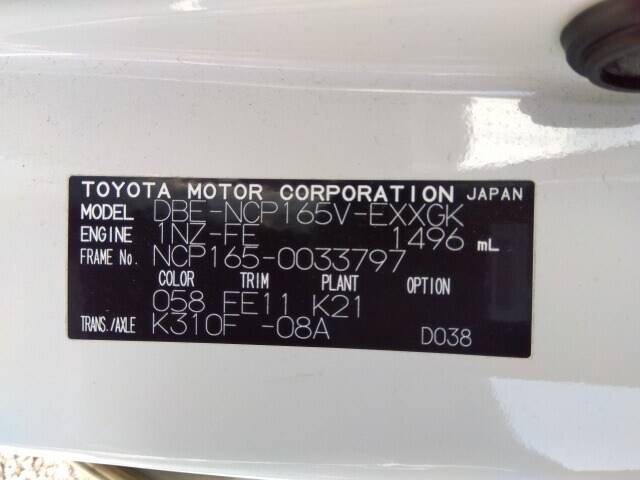 TOYOTA MOTOR CORPORATION JAPAN
MODEL DBE-NCP165V-EXXGK
ENGINE 1NZ-FE 1496 mL
FRAME No. NCP165-0033797
COLOR TRIM PLANT OPTION
058 FE11 K21
TRANS./AXLE K310F -08A D038